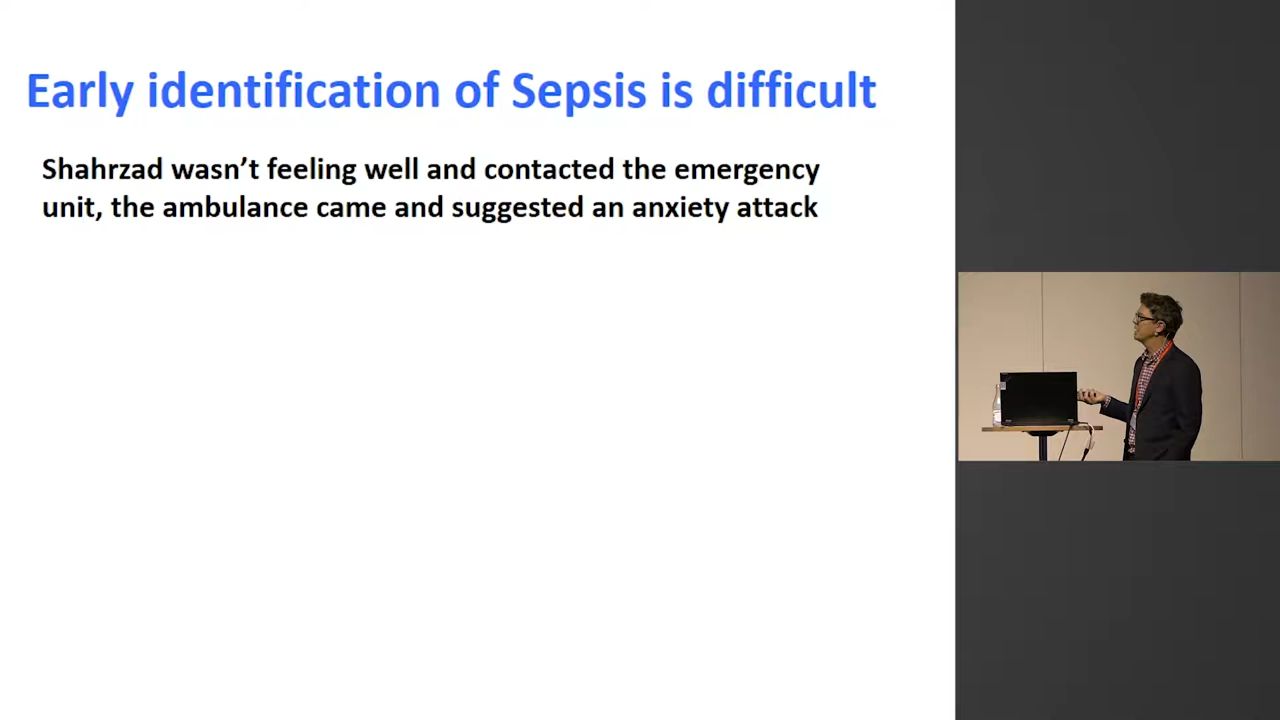 Early identification of Sepsis is difficult
Shahrzad wasn’t feeling well and contacted the emergency
unit, the ambulance came and suggested an anxiety attack